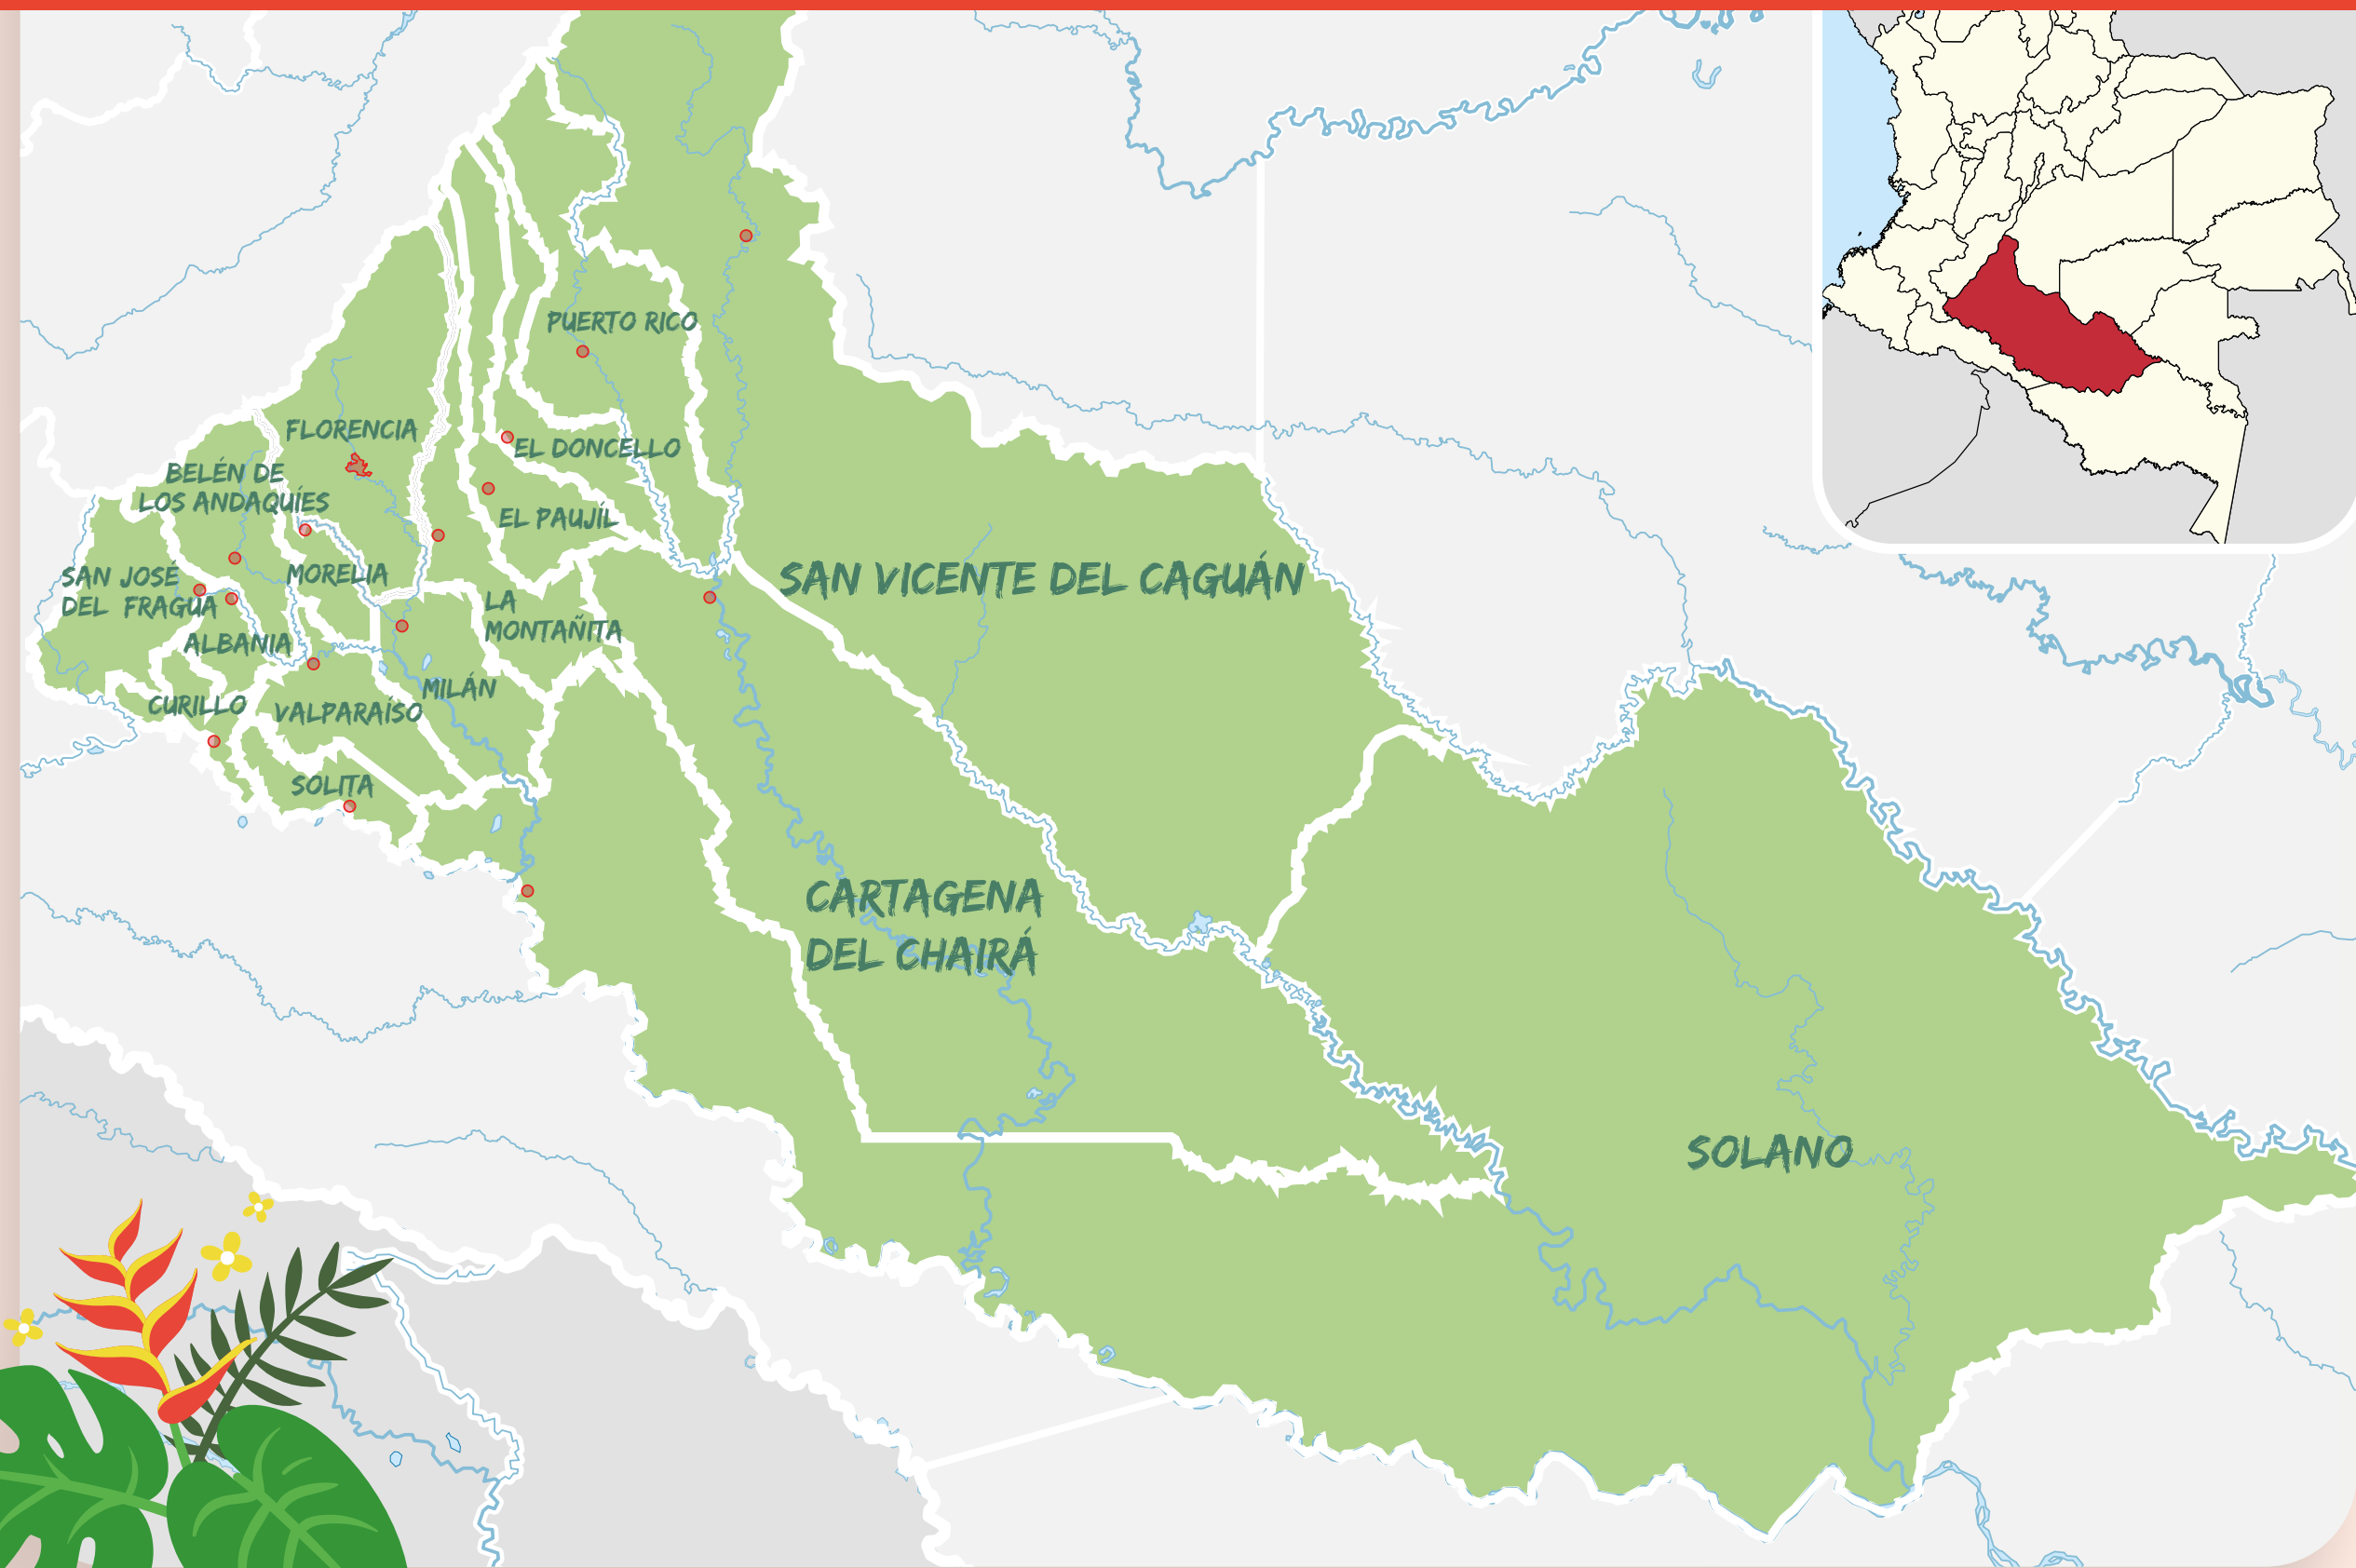 PUERTO RICO
FLORENCIA
EL DONCELLO
BELÉN DE
LOS ANDAQUÍES
EL PAUJÍL
SAN JOSÉ
DEL FRAGUA
MORELIA
SAN VICENTE DEL CAGUÁN
LA
MONTAÑITA
ALBANIA
MILÁN
CURILLO
VALPARAÍSO
SOLITA
CARTAGENA
DEL CHAIRÁ
SOLANO